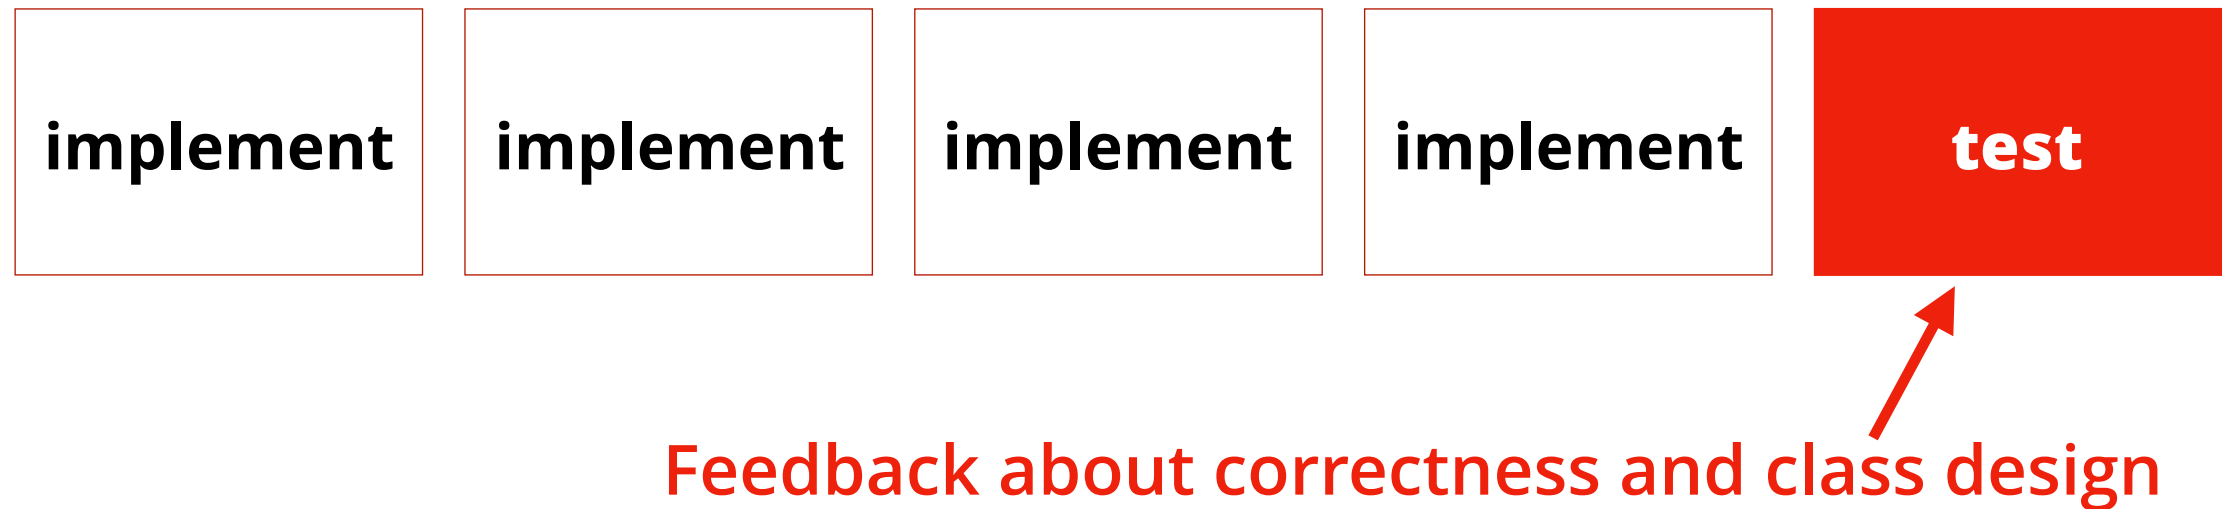 implement implement implement implement test
Feedback about correctness and class design